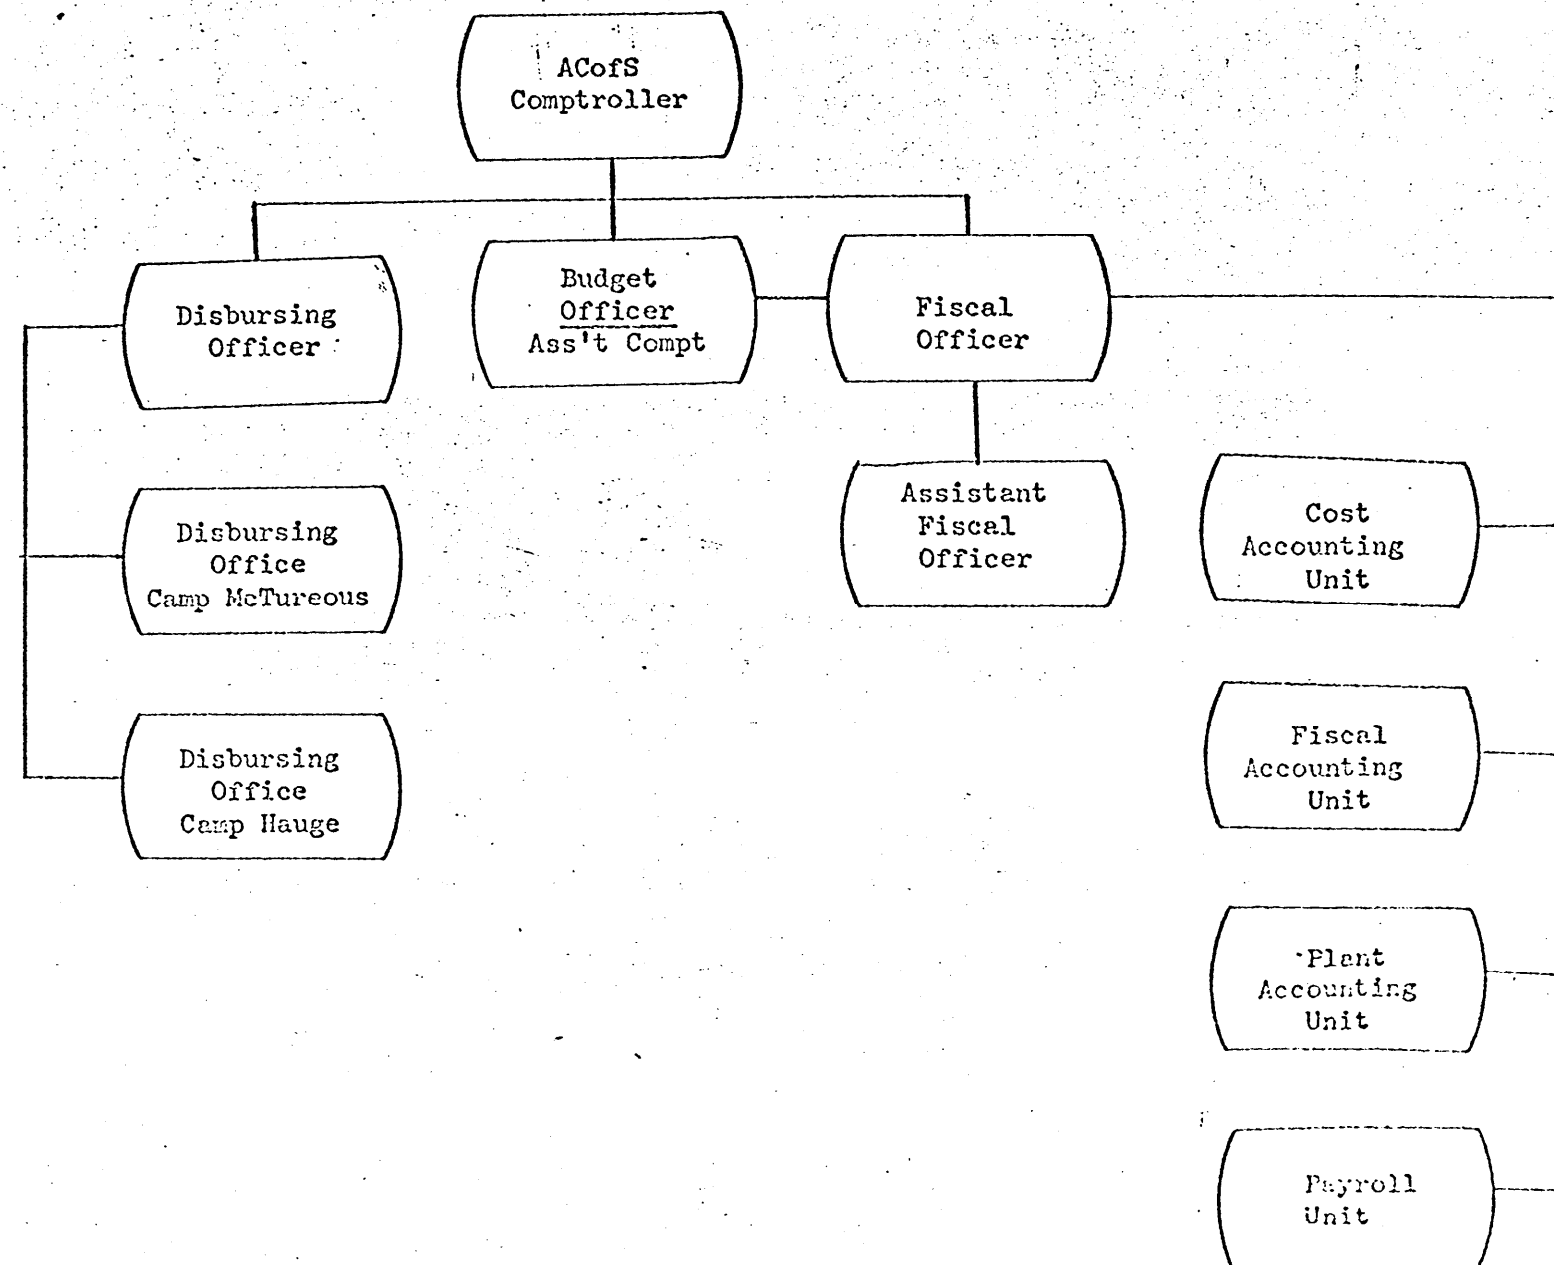 ACofS
Comptroller
Disbursing
Officer
Budget
Officer
Ass't Compt
Fiscal
Officer
Disbursing
Office
Camp McTureous
Assistant
Fiscal
Officer
Cost
Accounting
Unit
Disbursing
Office
Camp Hauge
Fiscal
Accounting
Unit
Plant
Accounting
Unit
Payroll
Unit